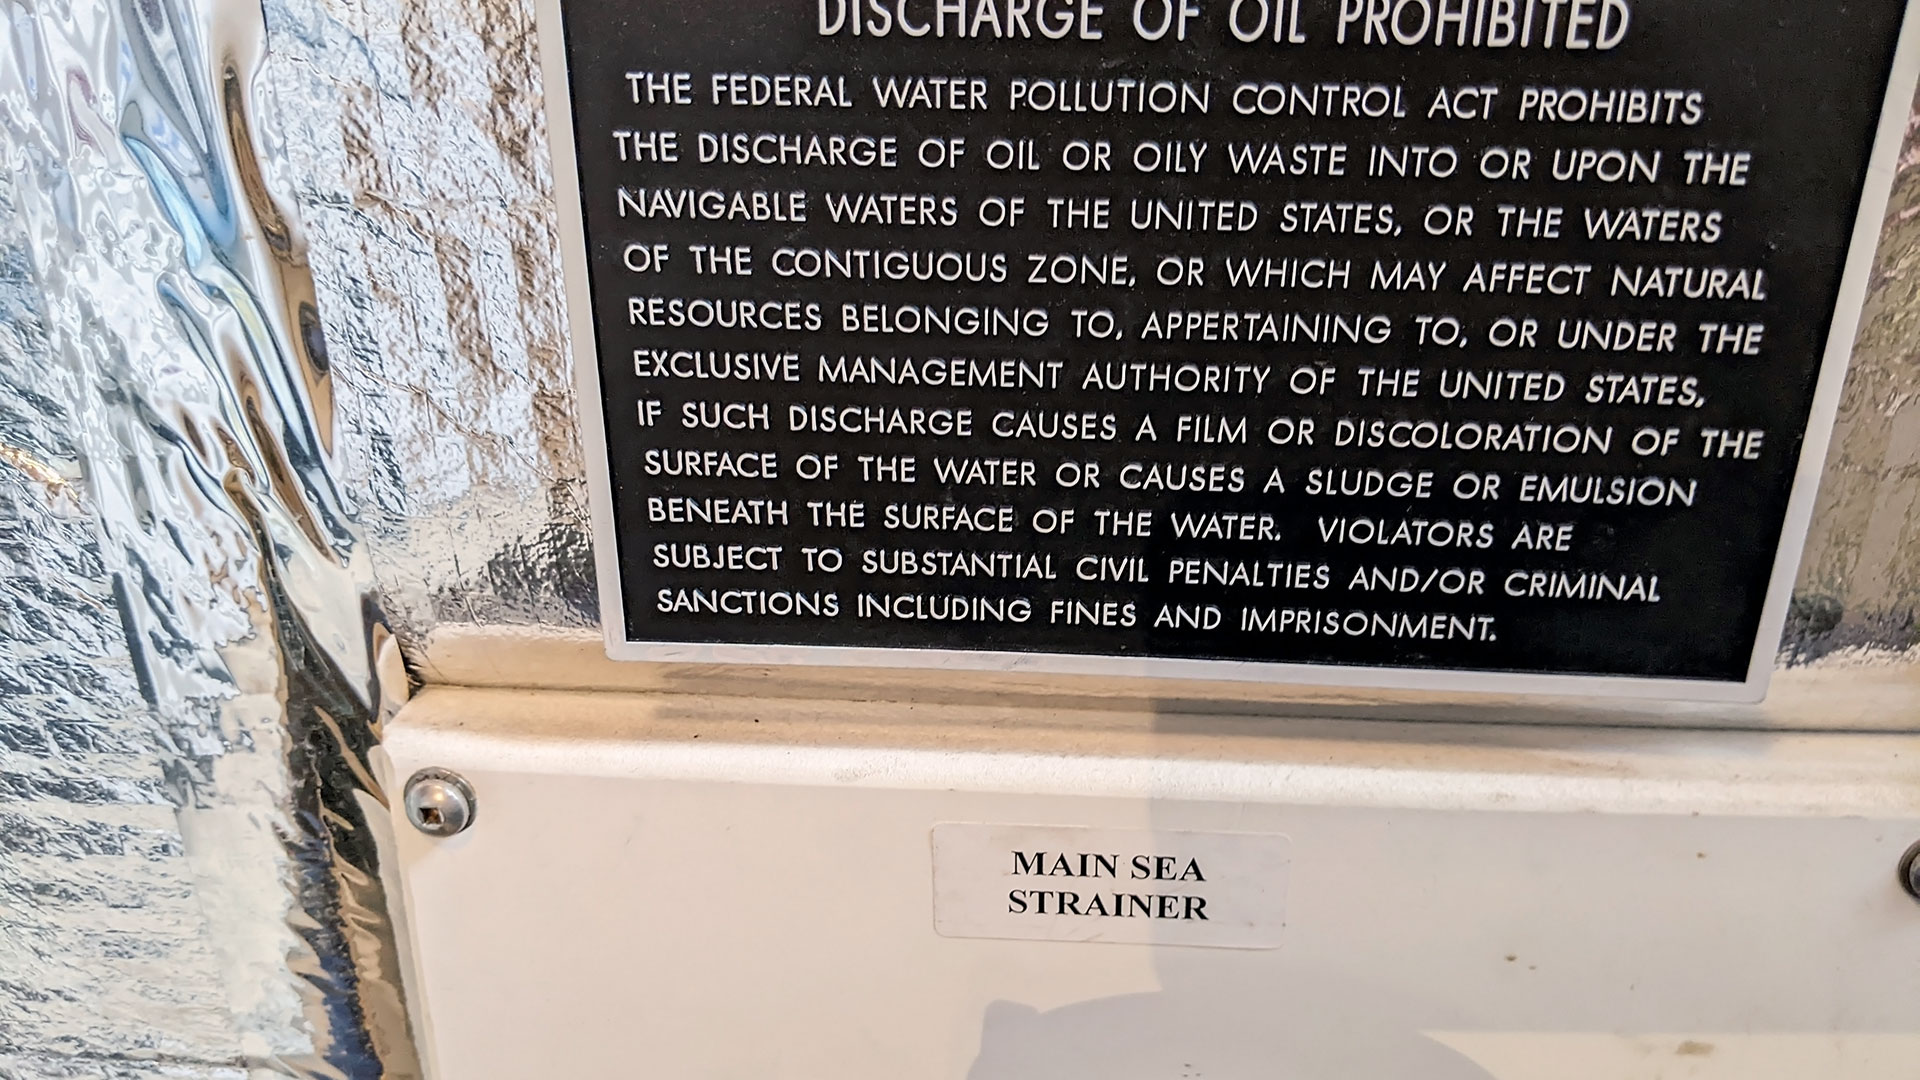 DISCHARGE OF OIL PROHIBITED
THE FEDERAL WATER POLLUTION CONTROL ACT PROHIBITS
THE DISCHARGE OF OIL OR OILY WASTE INTO OR UPON THE
NAVIGABLE WATERS OF THE UNITED STATES, OR THE WATERS
OF THE CONTIGUOUS ZONE, OR WHICH MAY AFFECT NATURAL
RESOURCES BELONGING TO, APPERTAINING TO, OR UNDER THE
EXCLUSIVE MANAGEMENT AUTHORITY OF THE UNITED STATES,
IF SUCH DISCHARGE CAUSES A FILM OR DISCOLORATION OF THE
SURFACE OF THE WATER OR CAUSES A SLUDGE OR EMULSION
BENEATH THE SURFACE OF THE WATER. VIOLATORS ARE
SUBJECT TO SUBSTANTIAL CIVIL PENALTIES AND/OR CRIMINAL
SANCTIONS INCLUDING FINES AND IMPRISONMENT.
MAIN SEA
STRAINER